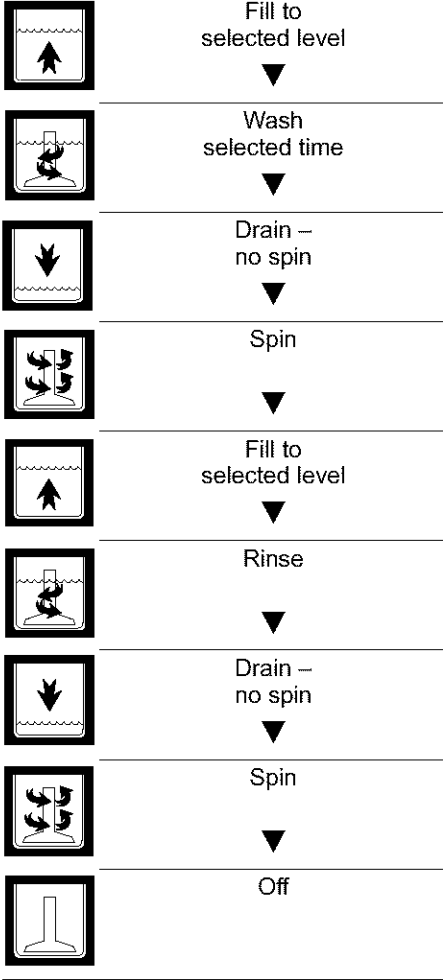 Fill to
selected level
Wash
selected time
Drain –
no spin
Spin
Fill to
selected level
Rinse
Drain –
no spin
Spin
Off